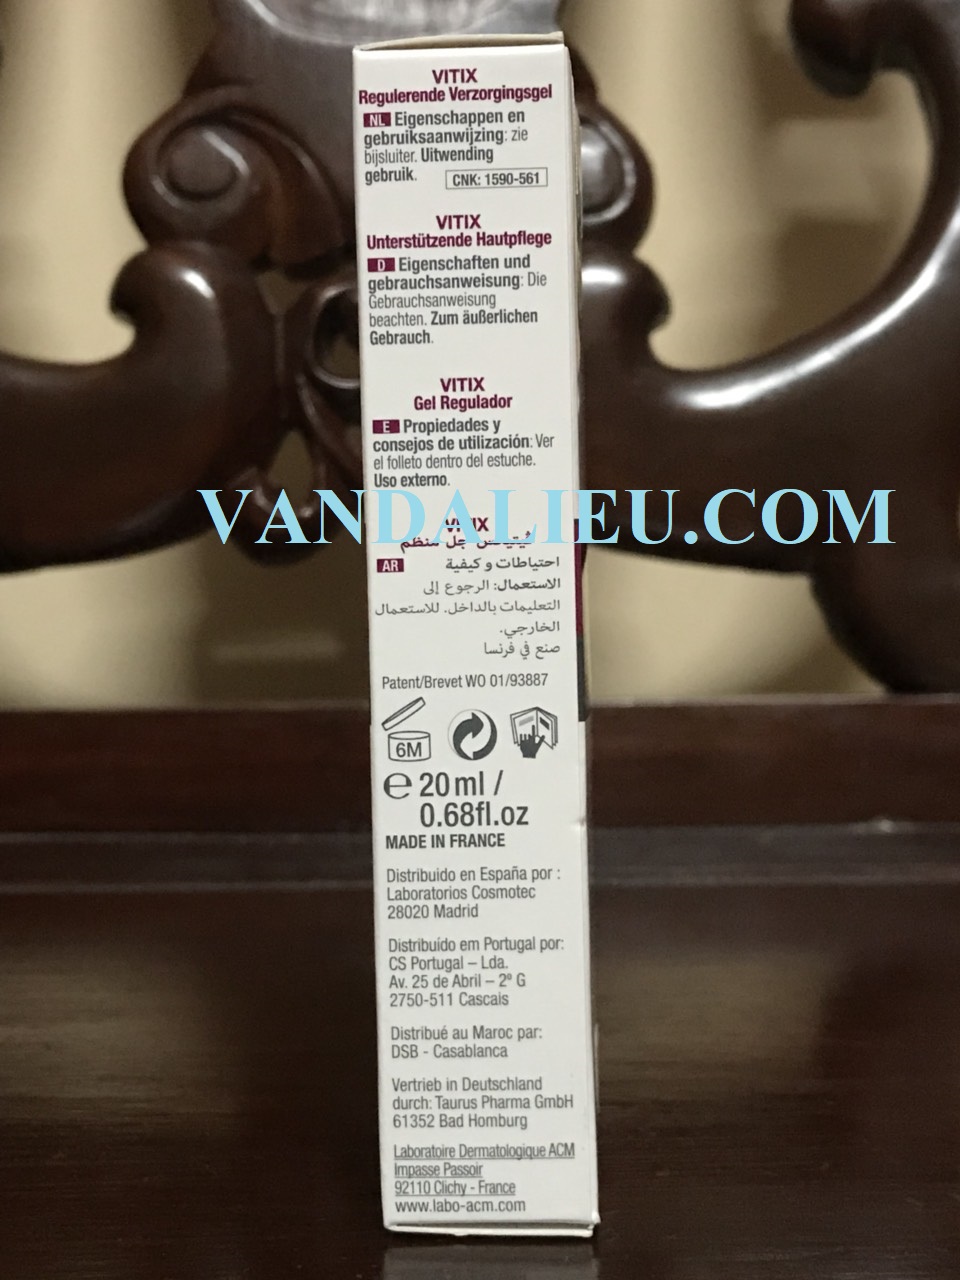 VITIX
Regulerende Verzorgingsgel
NL Eigenschappen en
gebruiksaanwijzing: zie
bijsluiter. Uitwending
gebruik.
CNK: 1590-561
VITIX
Unterstützende Hautpflege
D Eigenschaften und
gebrauchsanweisung: Die
Gebrauchsanweisung
beachten. Zum äußerlichen
Gebrauch.
VITIX
Gel Regulador
E Propiedades y
consejos de utilización: Ver
el folleto dentro del estuche.
Uso externo.
VANDALIEU.COM
VITIX
جل منظم
AR احتياطات و كيفية
الاستعمال: الرجوع إلى
التعليمات بالداخل. للاستعمال
الخارجي.
صنع في فرنسا
Patent/Brevet WO 01/93887
6M
℮ 20 ml /
0.68fl.oz
MADE IN FRANCE
Distribuido en España por :
Laboratorios Cosmotec
28020 Madrid
Distribuído em Portugal por:
CS Portugal – Lda.
Av. 25 de Abril – 2º G
2750-511 Cascais
Distribué au Maroc par:
DSB - Casablanca
Vertrieb in Deutschland
durch: Taurus Pharma GmbH
61352 Bad Homburg
Laboratoire Dermatologique ACM
Impasse Passoir
92110 Clichy - France
www.labo-acm.com